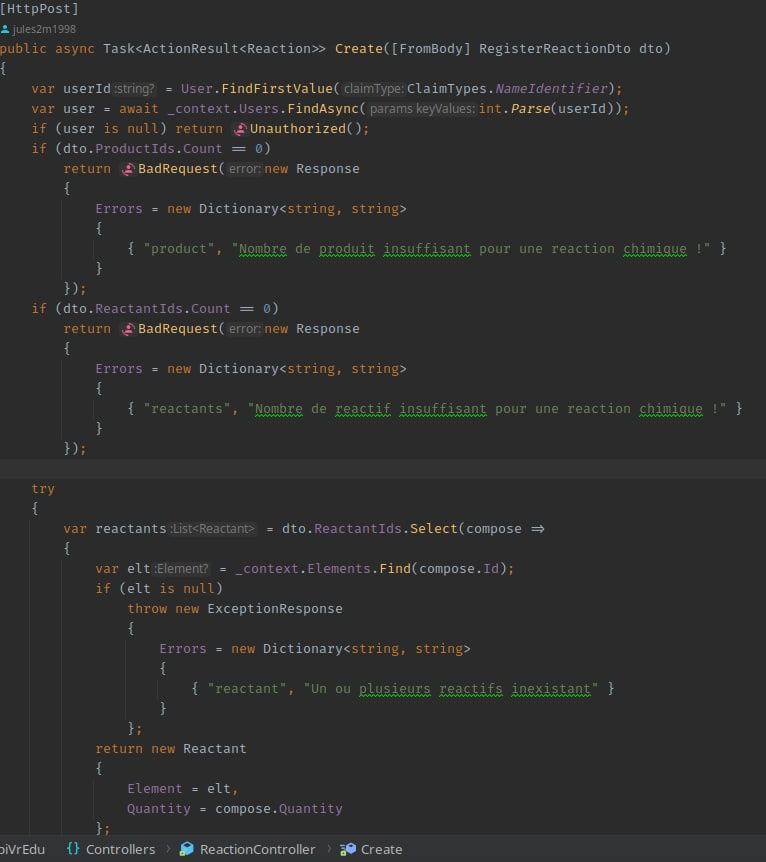 [HttpPost]
jules2m1998
public async Task<ActionResult<Reaction>> Create([FromBody] RegisterReactionDto dto)
{
var userId :string? = User.FindFirstValue( claimType: ClaimTypes.NameIdentifier);
var user = await _context.Users.FindAsync( params keyValues: int.Parse(userId));
if (user is null) return Unauthorized();
if (dto.ProductIds.Count == 0)
return BadRequest( error: new Response
{
Errors = new Dictionary<string, string>
{
{ "product", "Nombre de produit insuffisant pour une reaction chimique !" }
}
});
if (dto.ReactantIds.Count == 0)
return BadRequest( error: new Response
{
Errors = new Dictionary<string, string>
{
{ "reactants", "Nombre de reactif insuffisant pour une reaction chimique !" }
}
});
try
{
var reactants :List<Reactant> = dto.ReactantIds.Select(compose =>
{
var elt :Element? = _context.Elements.Find(compose.Id);
if (elt is null)
throw new ExceptionResponse
{
Errors = new Dictionary<string, string>
{
{ "reactant", "Un ou plusieurs reactifs inexistant" }
}
};
return new Reactant
{
Element = elt,
Quantity = compose.Quantity
};
piVrEdu {} Controllers > ReactionController > Create